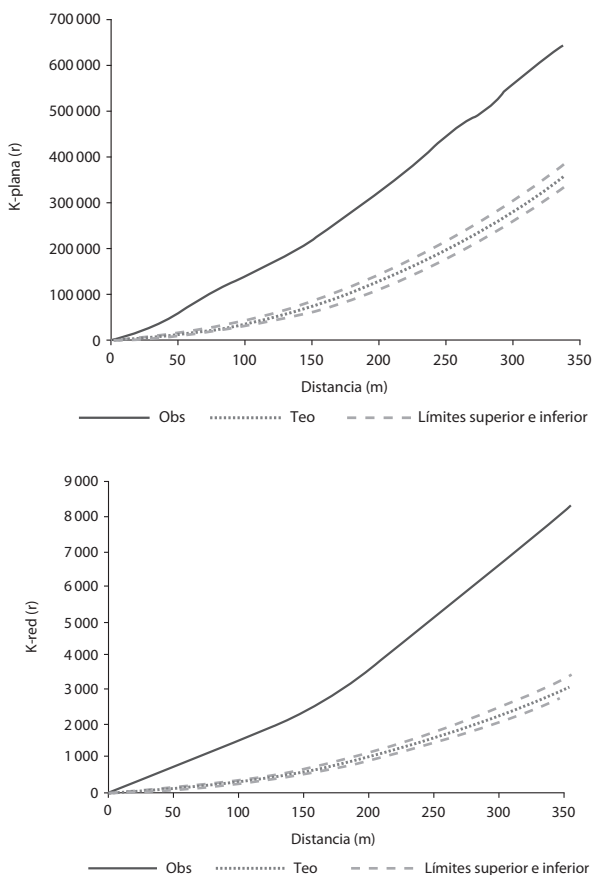 700 000
600 000
500 000
400 000
300 000
200 000
100 000
0
K-plana (r)
0 50 100 150 200 250 300 350
Distancia (m)
Obs Teo Límites superior e inferior
9 000
8 000
7 000
6 000
5 000
4 000
3 000
2 000
1 000
0
K-red (r)
0 50 100 150 200 250 300 350
Distancia (m)
Obs Teo Límites superior e inferior